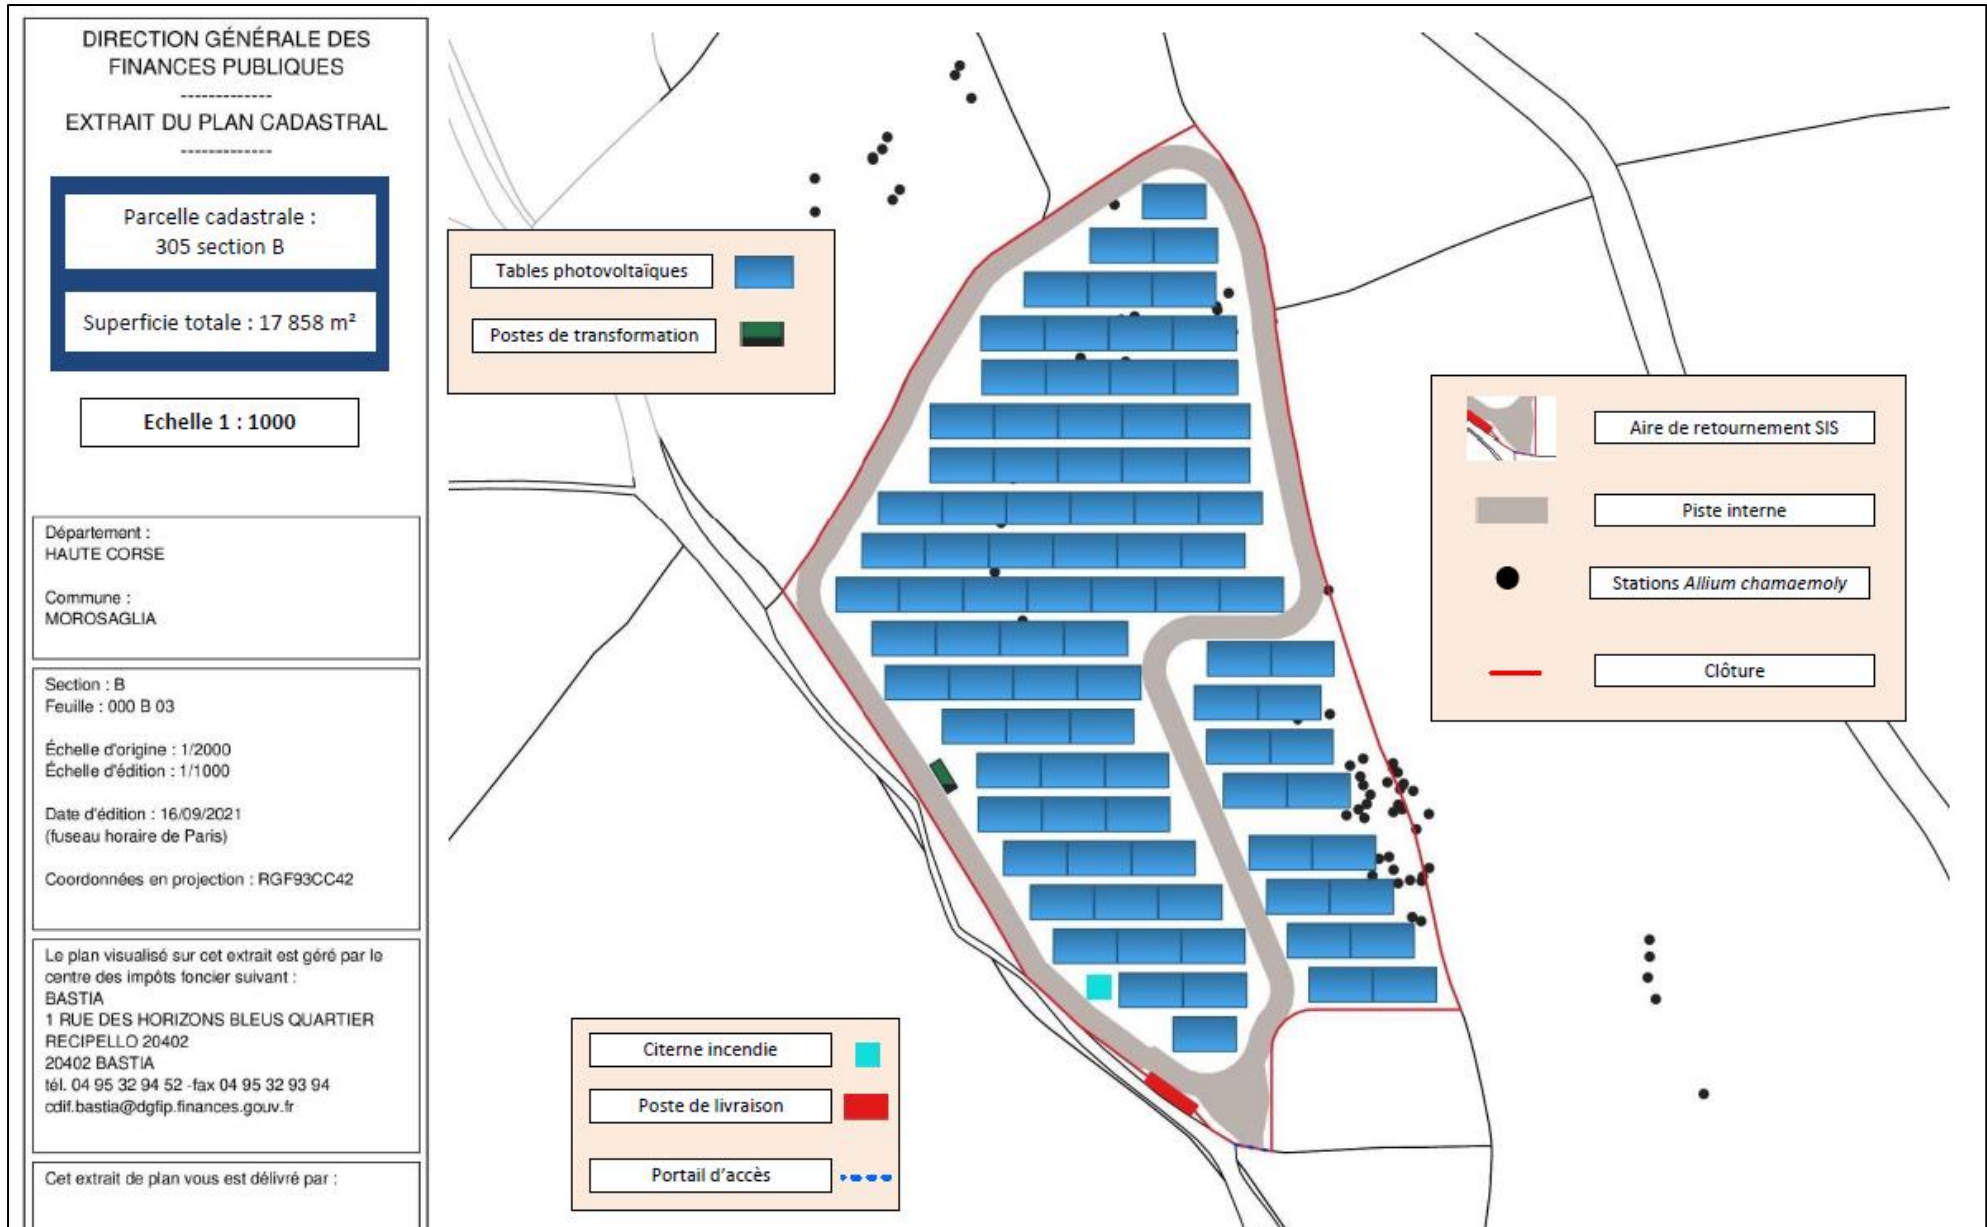 DIRECTION GÉNÉRALE DES
FINANCES PUBLIQUES
-------------
EXTRAIT DU PLAN CADASTRAL
-------------
Parcelle cadastrale :
305 section B
Superficie totale : 17 858 m²
Echelle 1 : 1000
Département :
HAUTE CORSE
Commune :
MOROSAGLIA
Section : B
Feuille : 000 B 03
Échelle d'origine : 1/2000
Échelle d'édition : 1/1000
Date d'édition : 16/09/2021
(fuseau horaire de Paris)
Coordonnées en projection : RGF93CC42
Le plan visualisé sur cet extrait est géré par le
centre des impôts foncier suivant :
BASTIA
1 RUE DES HORIZONS BLEUS QUARTIER
RECIPELLO 20402
20402 BASTIA
tél. 04 95 32 94 52 -fax 04 95 32 93 94
cdif.bastia@dgfip.finances.gouv.fr
Cet extrait de plan vous est délivré par :
Tables photovoltaïques
Postes de transformation
Aire de retournement SIS
Piste interne
Stations Allium chamaemoly
Clôture
Citerne incendie
Poste de livraison
Portail d'accès